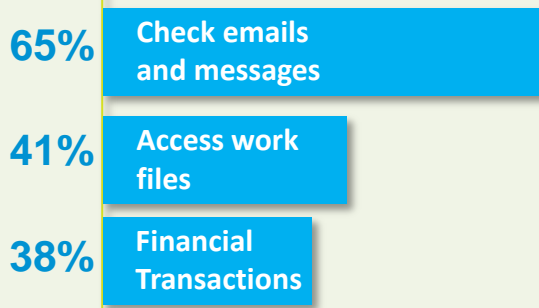 65%
Check emails
and messages
41%
Access work
files
38%
Financial
Transactions